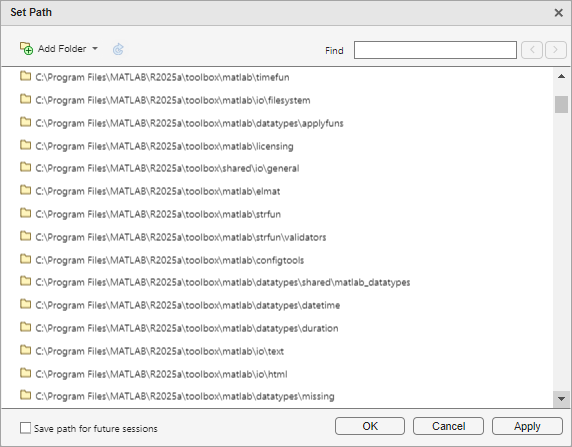 Set Path
Add Folder
Find
C:\Program Files\MATLAB\R2025a\toolbox\matlab\timefun
C:\Program Files\MATLAB\R2025a\toolbox\matlab\io\filesystem
C:\Program Files\MATLAB\R2025a\toolbox\matlab\datatypes\applyfuns
C:\Program Files\MATLAB\R2025a\toolbox\matlab\licensing
C:\Program Files\MATLAB\R2025a\toolbox\shared\io\general
C:\Program Files\MATLAB\R2025a\toolbox\matlab\elmat
C:\Program Files\MATLAB\R2025a\toolbox\matlab\strfun
C:\Program Files\MATLAB\R2025a\toolbox\matlab\strfun\validators
C:\Program Files\MATLAB\R2025a\toolbox\matlab\configtools
C:\Program Files\MATLAB\R2025a\toolbox\matlab\datatypes\shared\matlab_datatypes
C:\Program Files\MATLAB\R2025a\toolbox\matlab\datatypes\datetime
C:\Program Files\MATLAB\R2025a\toolbox\matlab\datatypes\duration
C:\Program Files\MATLAB\R2025a\toolbox\matlab\io\text
C:\Program Files\MATLAB\R2025a\toolbox\matlab\io\html
C:\Program Files\MATLAB\R2025a\toolbox\matlab\datatypes\missing
Save path for future sessions
OK
Cancel
Apply